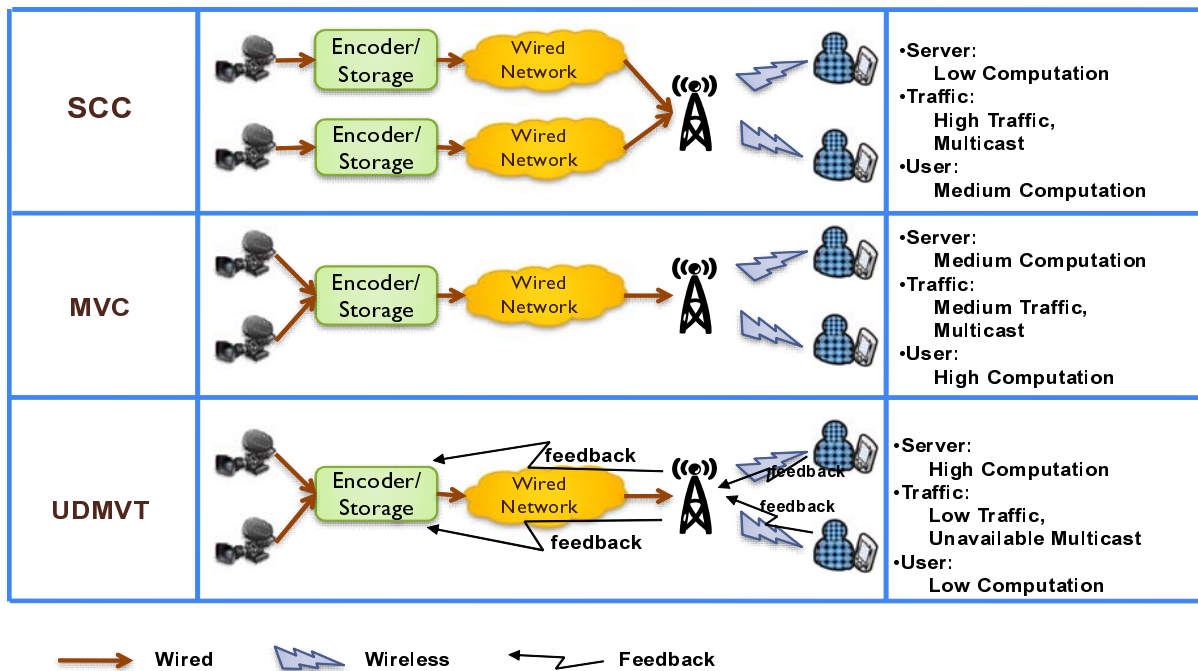 SCC
Encoder/
Storage
Wired
Network
Encoder/
Storage
Wired
Network
•Server:
Low Computation
•Traffic:
High Traffic,
Multicast
•User:
Medium Computation
MVC
Encoder/
Storage
Wired
Network
•Server:
Medium Computation
•Traffic:
Medium Traffic,
Multicast
•User:
High Computation
UDMVT
Encoder/
Storage
feedback
Wired
Network
feedback
feedback
feedback
•Server:
High Computation
•Traffic:
Low Traffic,
Unavailable Multicast
•User:
Low Computation
Wired
Wireless
Feedback